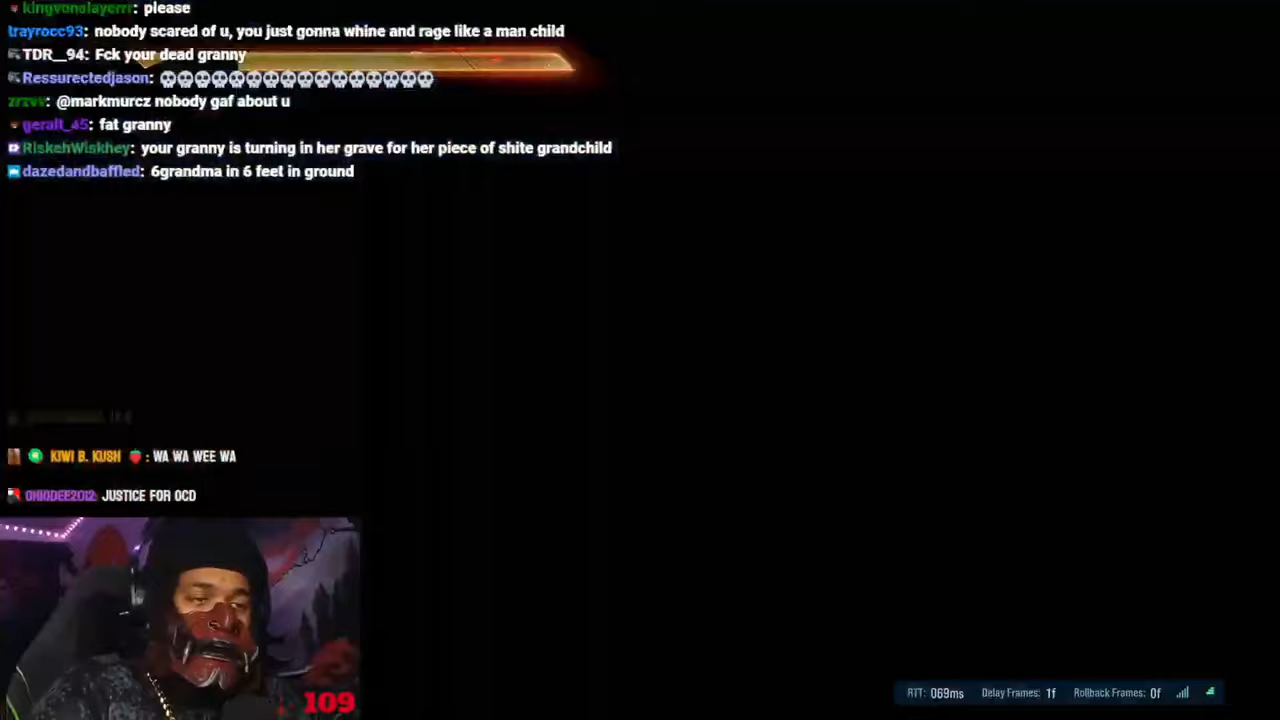 kingvonslayerrr: please
trayrocc93: nobody scared of u, you just gonna whine and rage like a man child
TDR__94: Fck your dead granny
Ressurectedjason: 💀💀💀💀💀💀💀💀💀💀💀💀💀💀💀💀
zrzvv: @markmurcz nobody gaf about u
geralt_45: fat granny
RiskehWiskhey: your granny is turning in her grave for her piece of shite grandchild
dazedandbaffled: 6grandma in 6 feet in ground
KIWI B. KUSH 🍓: WA WA WEE WA
OHIODEE2012: JUSTICE FOR OCD
109
RTT: 069ms Delay Frames: 1f Rollback Frames: 0f